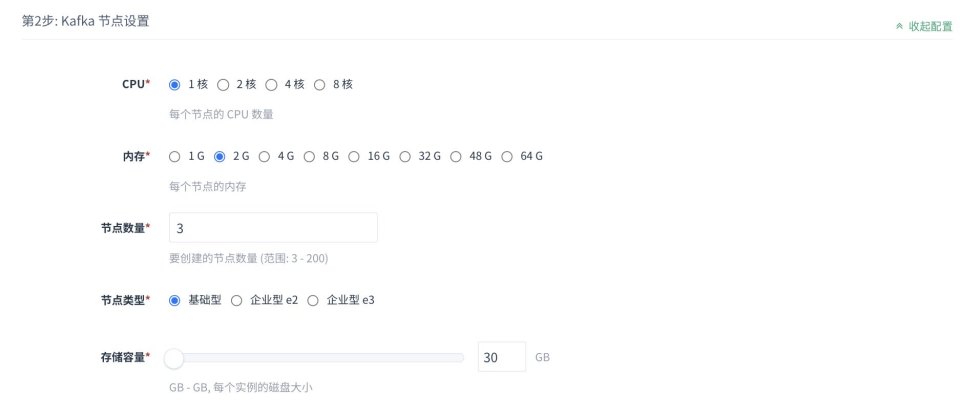 第2步: Kafka 节点设置
收起配置
CPU* 1 核 2 核 4 核 8 核
每个节点的 CPU 数量
内存* 1 G 2 G 4 G 8 G 16 G 32 G 48 G 64 G
每个节点的内存
节点数量* 3
要创建的节点数量 (范围: 3 - 200)
节点类型* 基础型 企业型 e2 企业型 e3
存储容量* 30 GB
GB - GB, 每个实例的磁盘大小